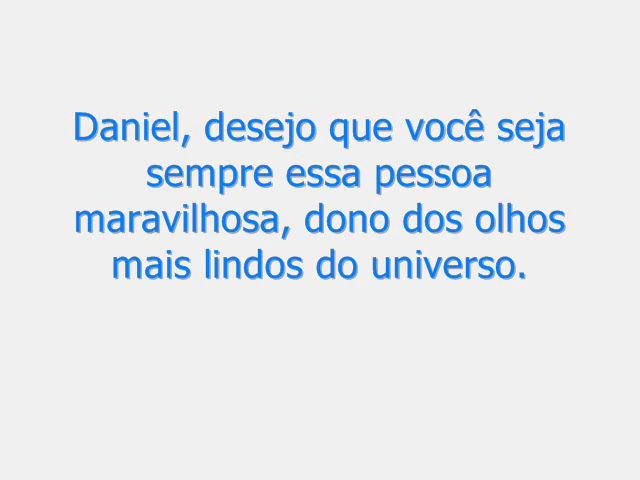 Daniel, desejo que você seja
sempre essa pessoa
maravilhosa, dono dos olhos
mais lindos do universo.